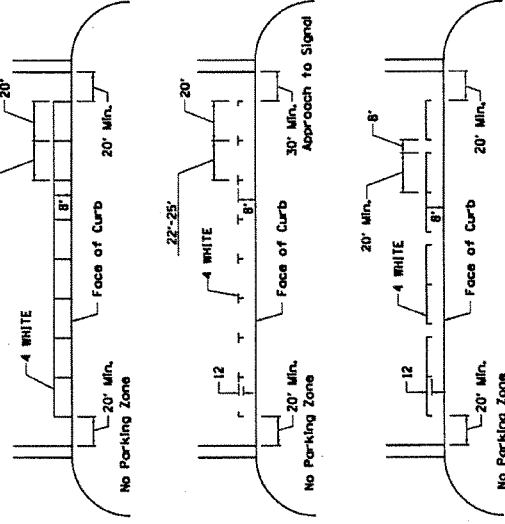 20'
4 WHITE
8'
Face of Curb
20' Min.
20' Min.
No Parking Zone
22'-25'
20'
4 WHITE
12
8'
Face of Curb
30' Min.
Approach to Signal
20' Min.
No Parking Zone
20' Min.
8'
4 WHITE
12
8'
Face of Curb
20' Min.
20' Min.
No Parking Zone